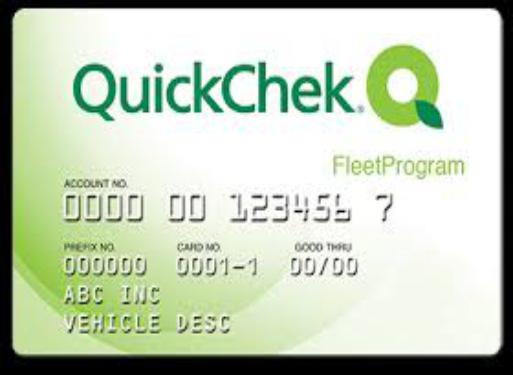 QuickChek
FleetProgram
ACCOUNT NO.
0000 00 123456 7
PREFIX NO. CARD NO. GOOD THRU
000000 0001-1 00/00
ABC INC
VEHICLE DESC